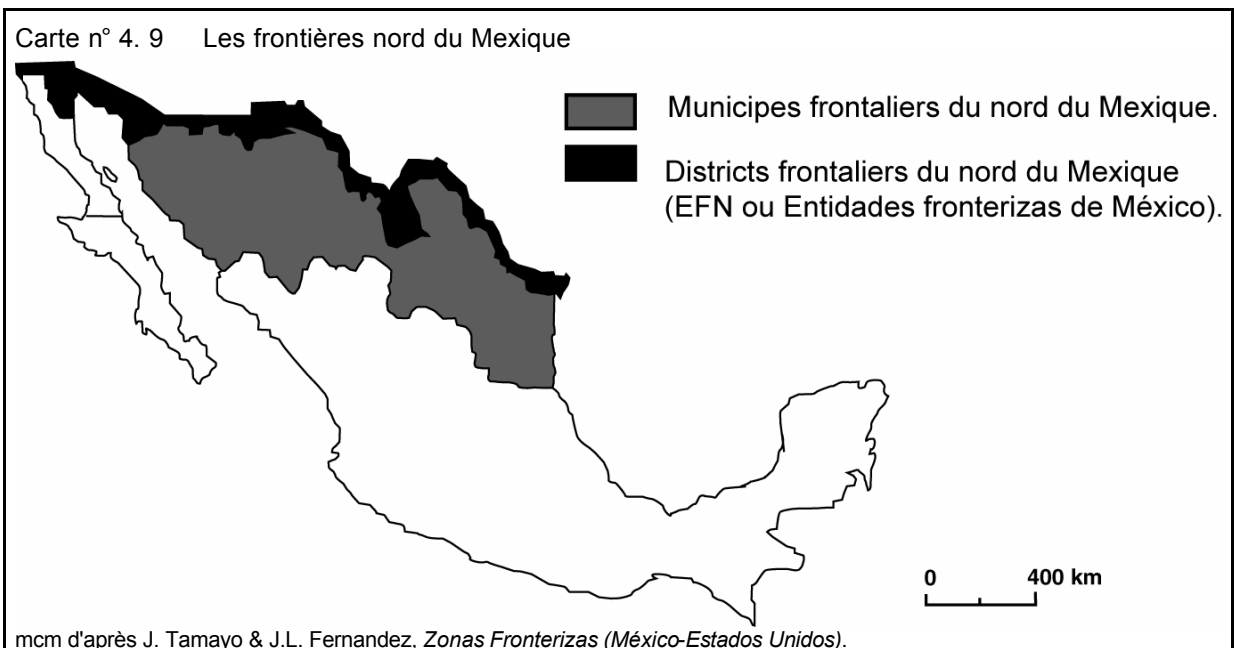 Carte n° 4. 9 Les frontières nord du Mexique
Municipes frontaliers du nord du Mexique.
Districts frontaliers du nord du Mexique
(EFN ou Entidades fronterizas de México).
0 400 km
mcm d'après J. Tamayo & J.L. Fernandez, Zonas Fronterizas (México-Estados Unidos).